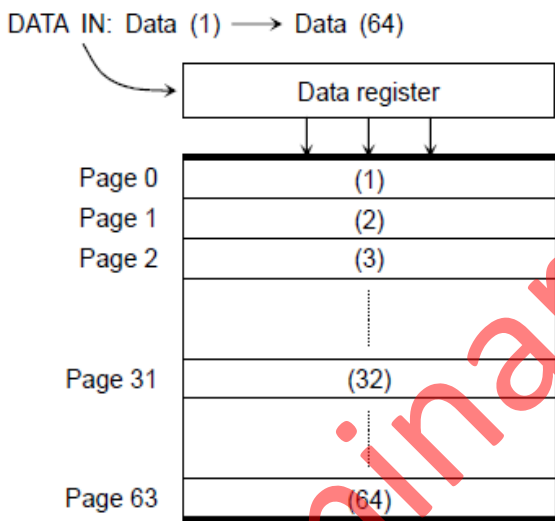 DATA IN: Data (1) → Data (64)
Data register
Page 0 (1)
Page 1 (2)
Page 2 (3)
Page 31 (32)
Page 63 (64)
minar